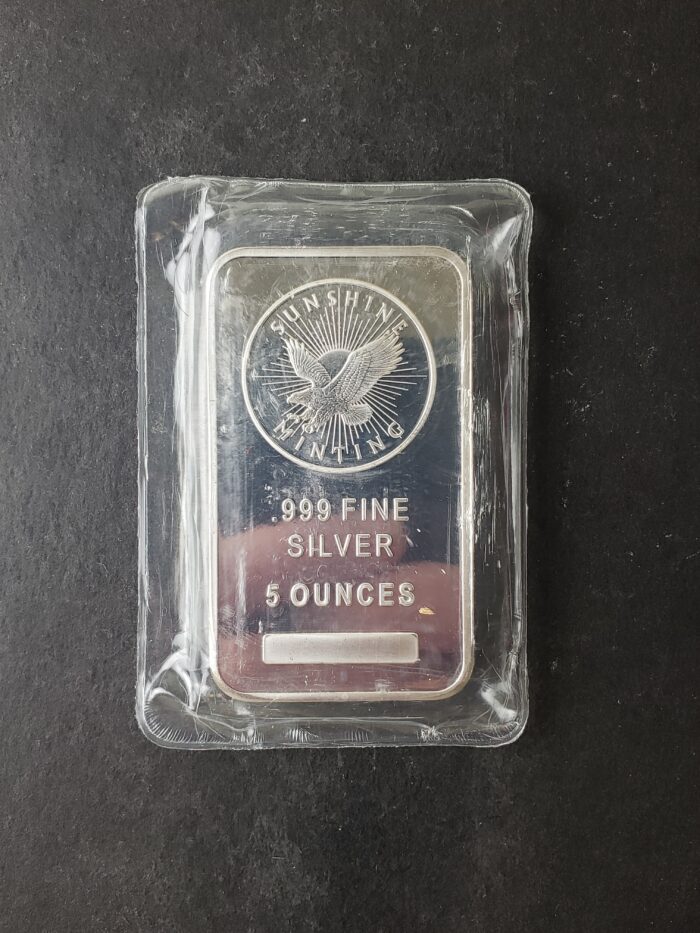 SUNSHINE
MINTING
.999 FINE
SILVER
5 OUNCES